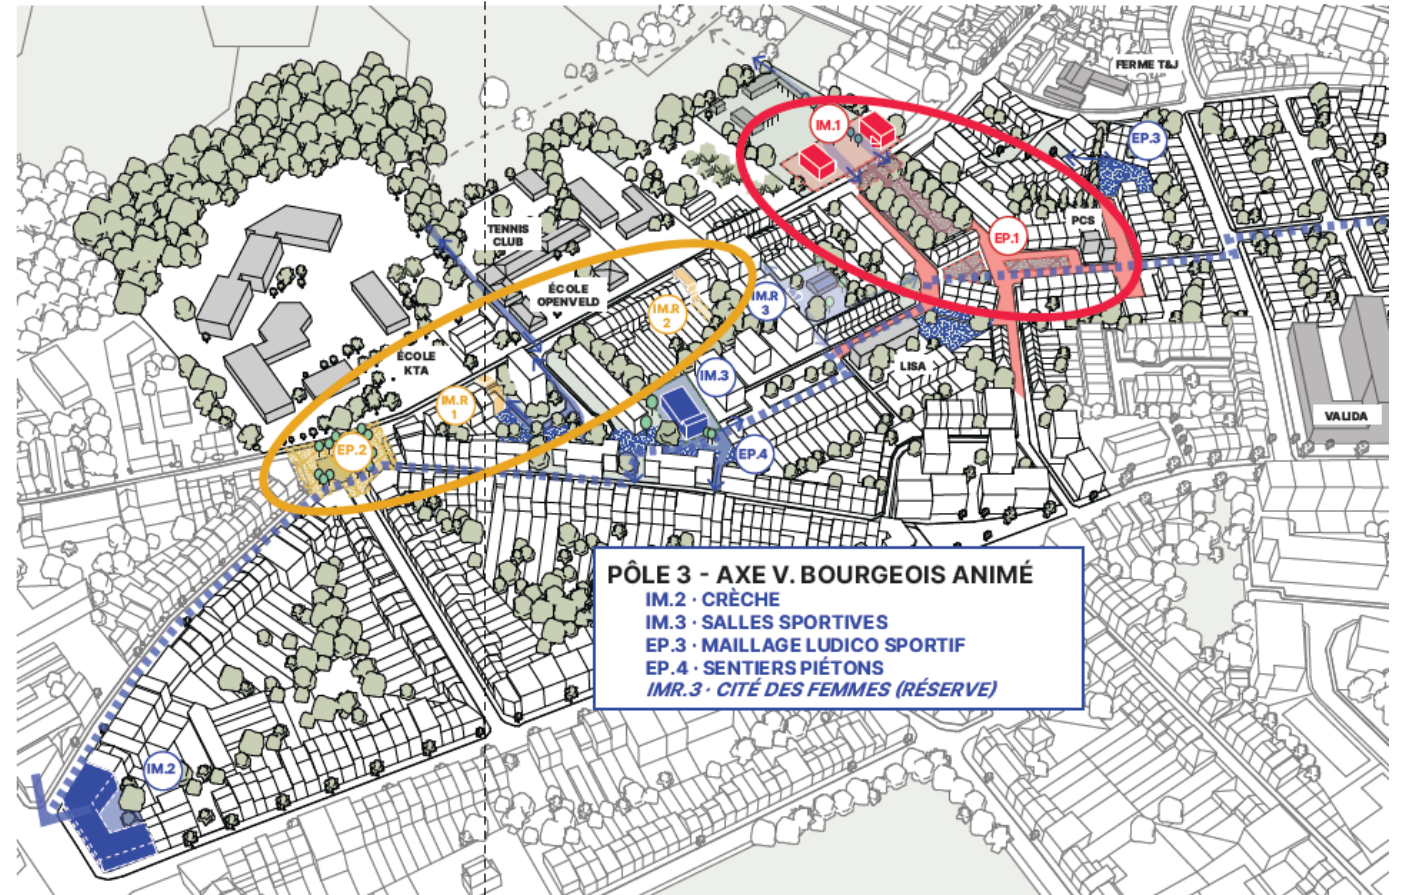 FERME T&J
IM.1
EP.3
PCS
TENNIS
CLUB
EP.1
ÉCOLE
OPENVELD
IM.R
2
IM.R
3
ÉCOLE
KTA
LISA
IM.3
IM.R
1
VALIDA
EP.2
EP.4
PÔLE 3 - AXE V. BOURGEOIS ANIMÉ
IM.2 · CRÈCHE
IM.3 · SALLES SPORTIVES
EP.3 · MAILLAGE LUDICO SPORTIF
EP.4 · SENTIERS PIÉTONS
IMR.3 · CITÉ DES FEMMES (RÉSERVE)
IM.2